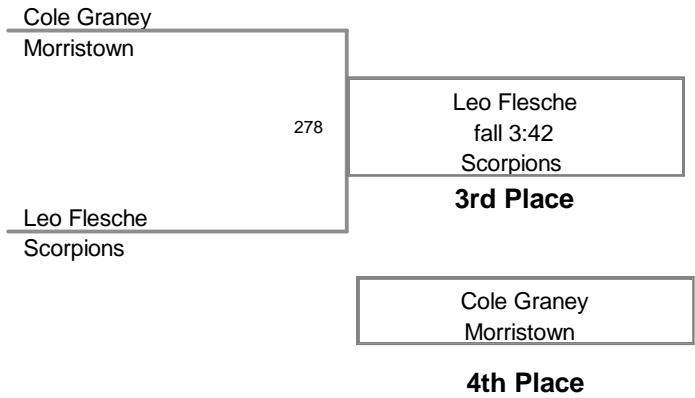 Cole Graney
Morristown
278
Leo Flesche
fall 3:42
Scorpions
3rd Place
Leo Flesche
Scorpions
Cole Graney
Morristown
4th Place